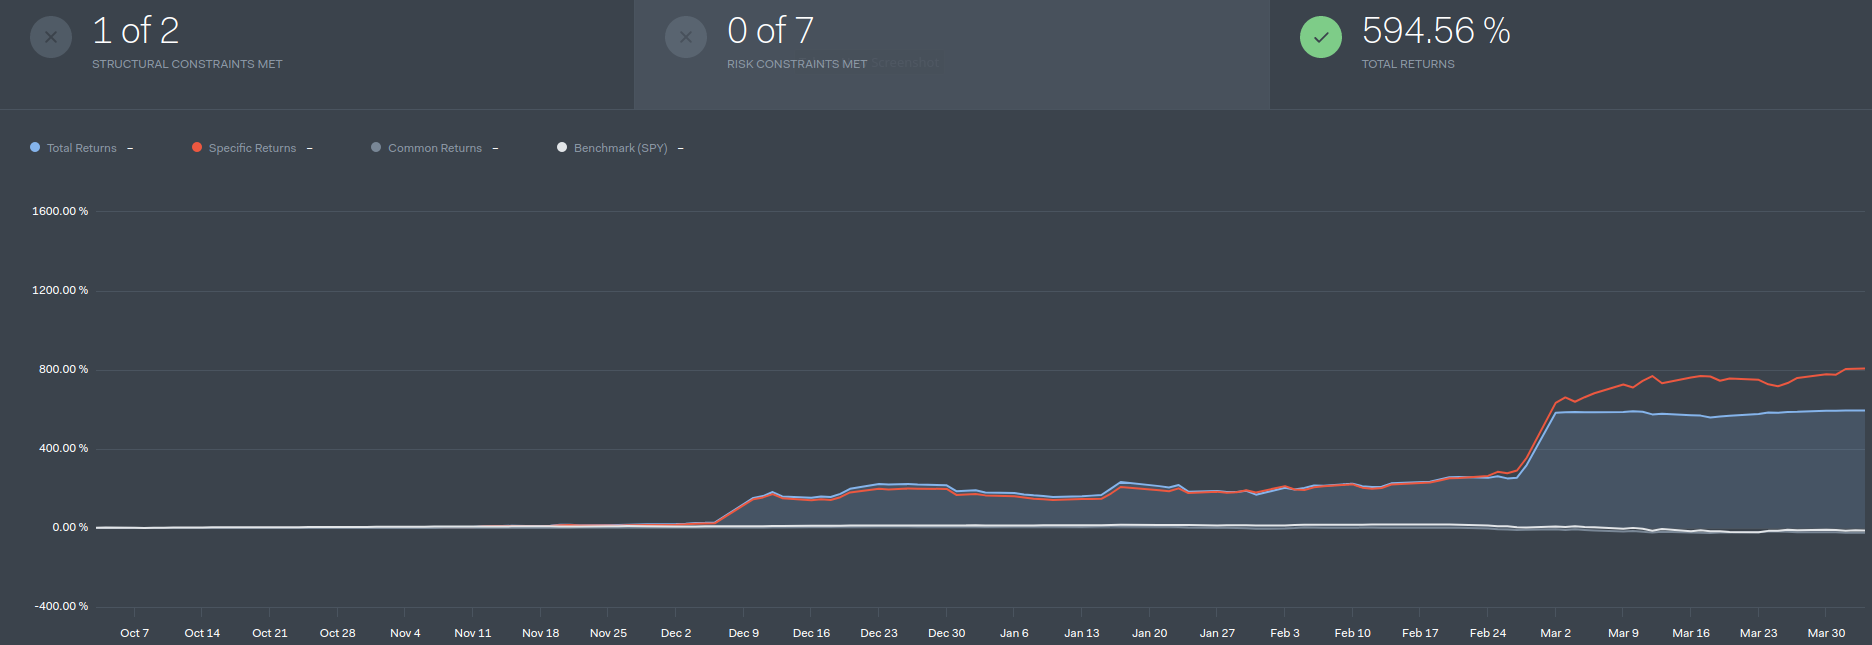 1 of 2
STRUCTURAL CONSTRAINTS MET
0 of 7
RISK CONSTRAINTS MET
Screenshot
594.56 %
TOTAL RETURNS
Total Returns –
Specific Returns –
Common Returns –
Benchmark (SPY) –
1600.00 %
1200.00 %
800.00 %
400.00 %
0.00 %
-400.00 %
Oct 7 Oct 14 Oct 21 Oct 28 Nov 4 Nov 11 Nov 18 Nov 25 Dec 2 Dec 9 Dec 16 Dec 23 Dec 30 Jan 6 Jan 13 Jan 20 Jan 27 Feb 3 Feb 10 Feb 17 Feb 24 Mar 2 Mar 9 Mar 16 Mar 23 Mar 30